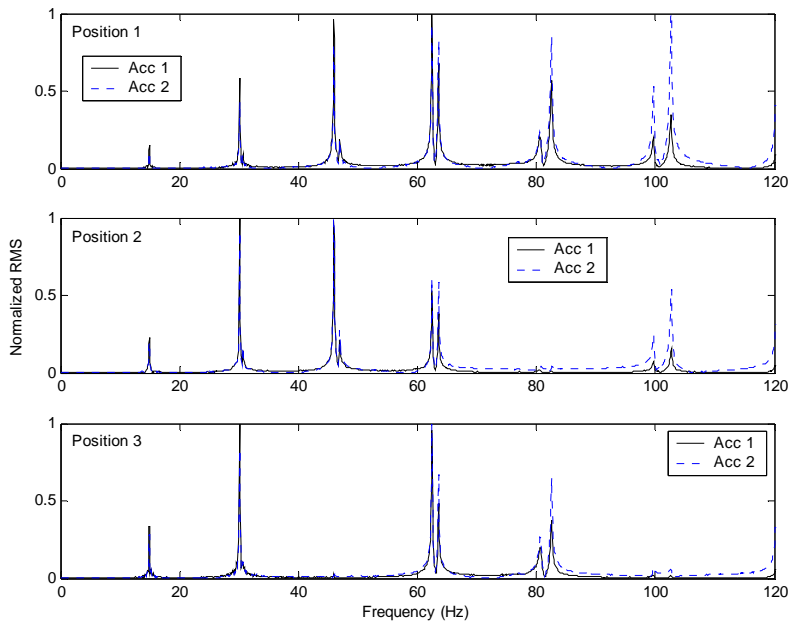 Position 1
Acc 1
Acc 2
1
0.5
0
0 20 40 60 80 100 120
Position 2
Acc 1
Acc 2
1
0.5
0
0 20 40 60 80 100 120
Normalized RMS
Position 3
Acc 1
Acc 2
1
0.5
0
0 20 40 60 80 100 120
Frequency (Hz)